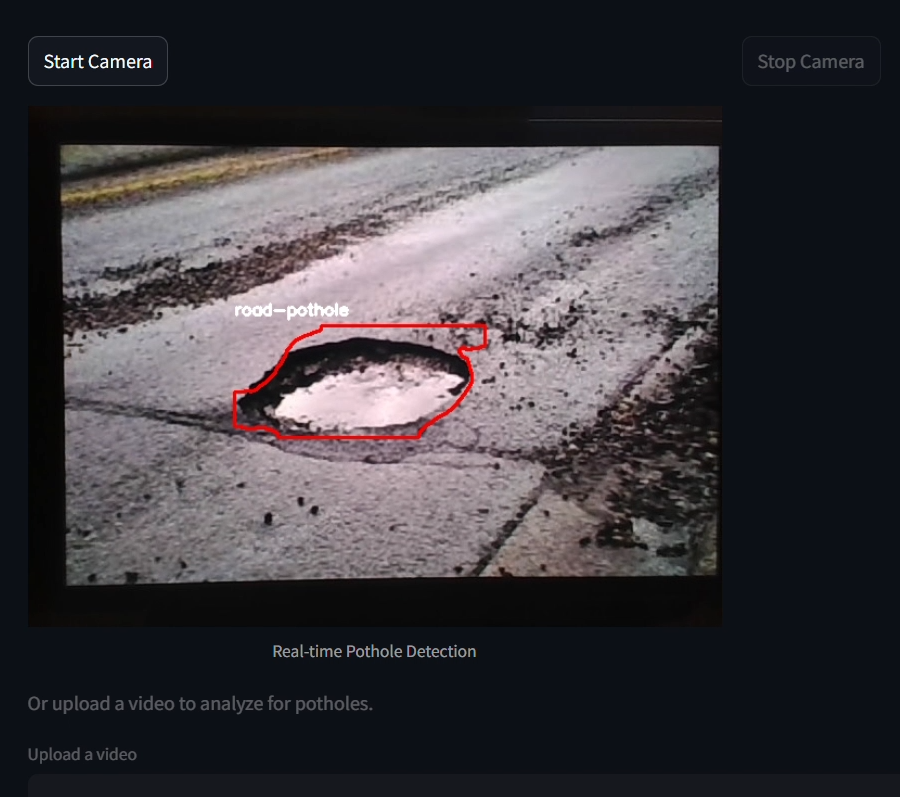 Start Camera
Stop Camera
road-pothole
Real-time Pothole Detection
Or upload a video to analyze for potholes.
Upload a video